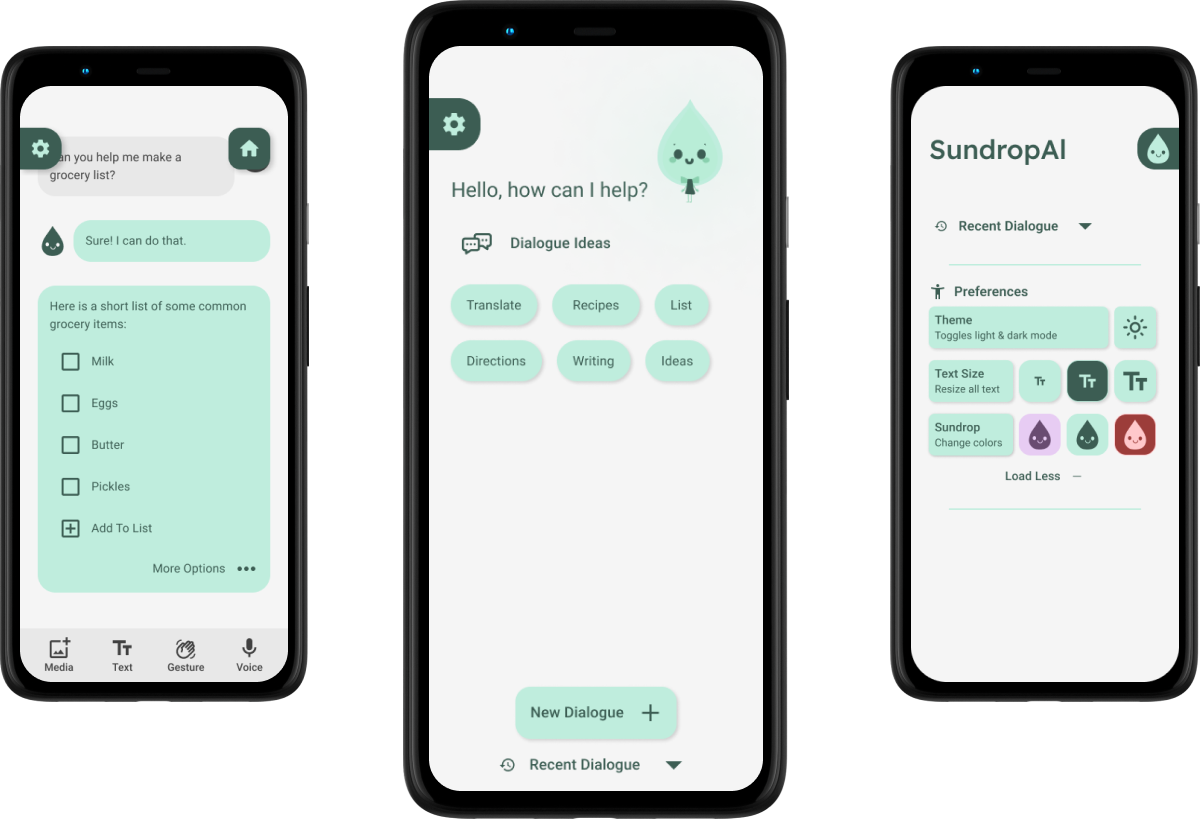 an you help me make a
grocery list?
Sure! I can do that.
Here is a short list of some common
grocery items:
Milk
Eggs
Butter
Pickles
Add To List
More Options
Media
Text
Gesture
Voice
Hello, how can I help?
Dialogue Ideas
Translate
Recipes
List
Directions
Writing
Ideas
New Dialogue
Recent Dialogue
SundropAI
Recent Dialogue
Preferences
Theme
Toggles light & dark mode
Text Size
Resize all text
Tt
Tt
Tt
Sundrop
Change colors
Load Less